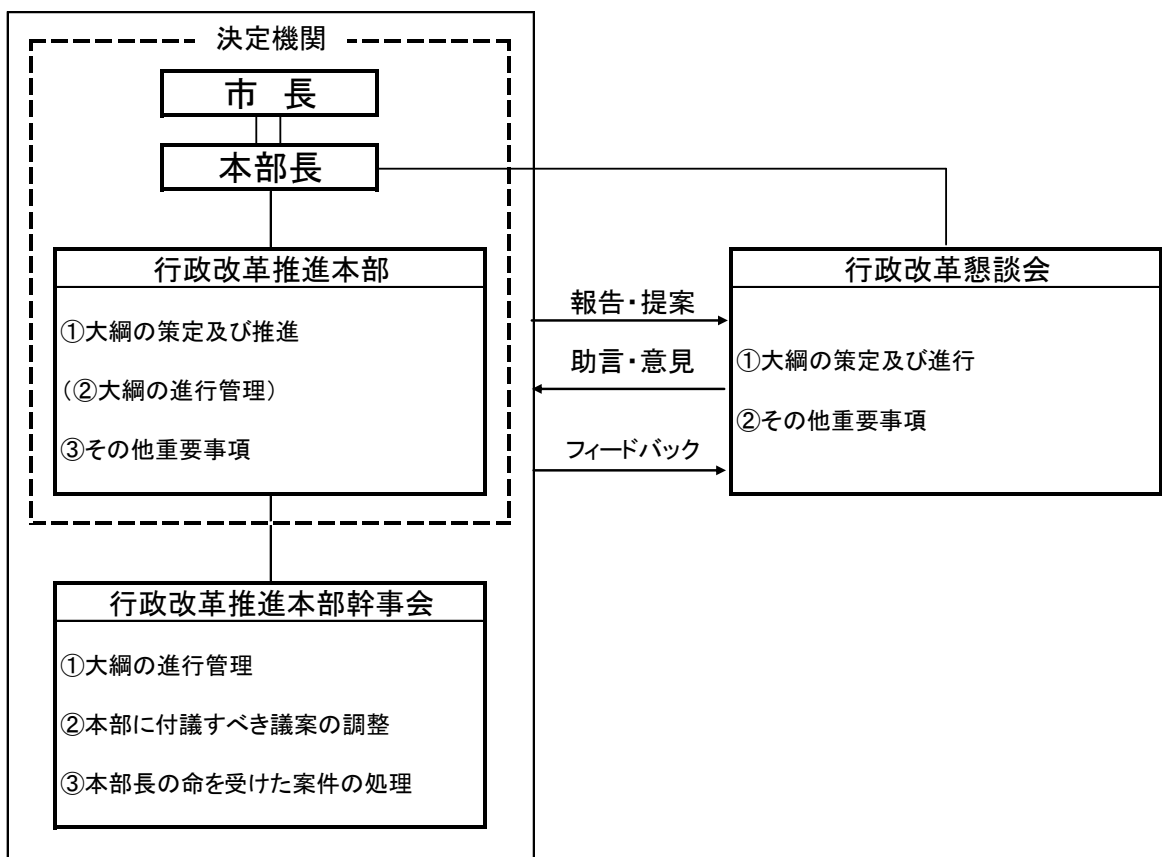 決定機関
市 長
本部長
行政改革推進本部
①大綱の策定及び推進
(②大綱の進行管理)
③その他重要事項
報告・提案
助言・意見
フィードバック
行政改革懇談会
①大綱の策定及び進行
②その他重要事項
行政改革推進本部幹事会
①大綱の進行管理
②本部に付議すべき議案の調整
③本部長の命を受けた案件の処理